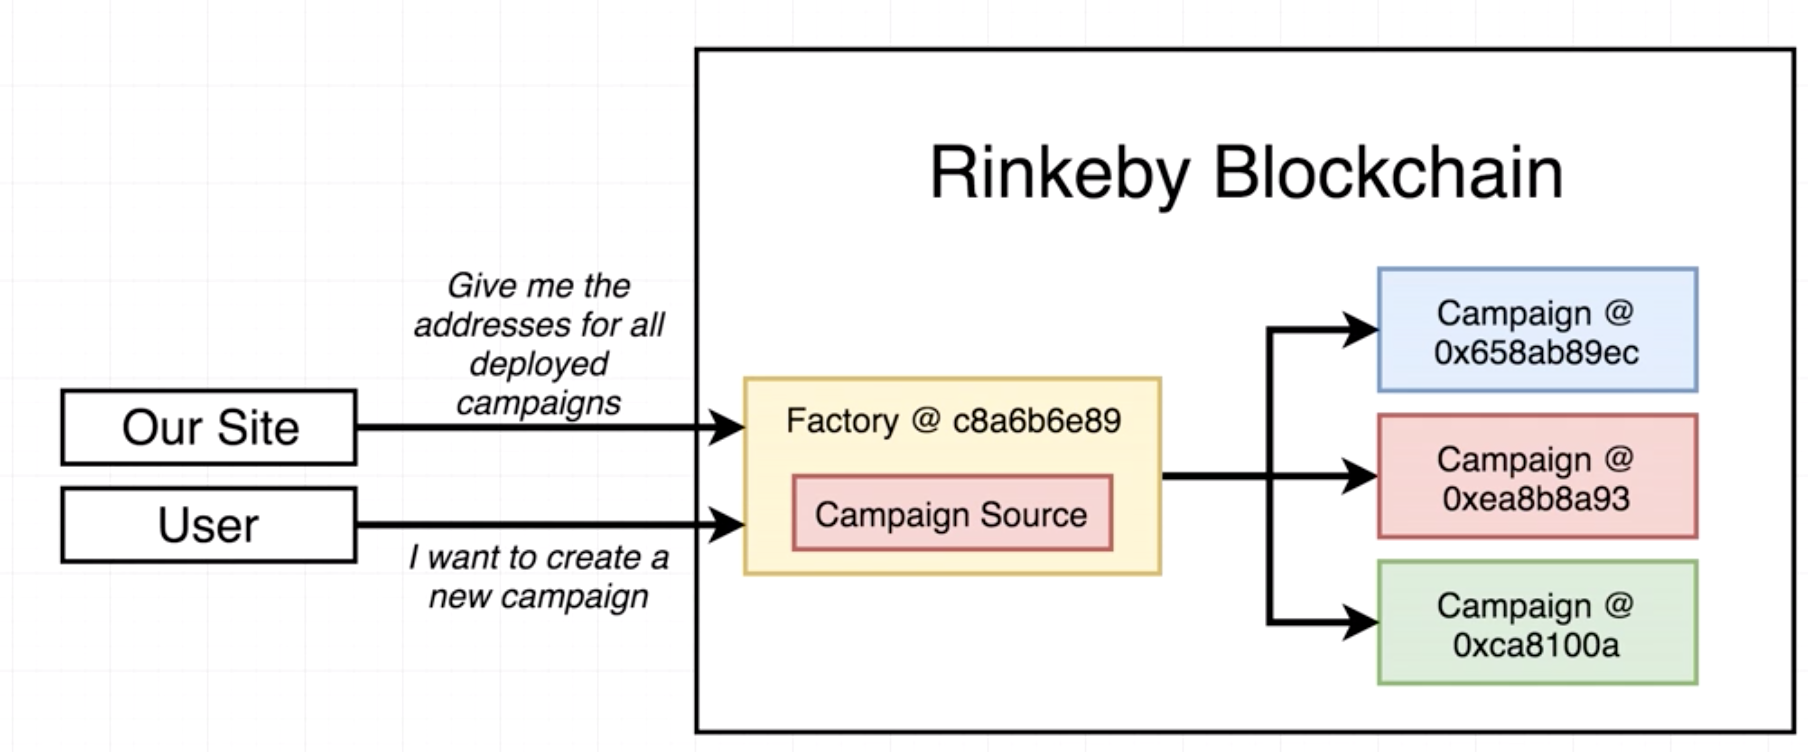 Rinkeby Blockchain
Give me the
addresses for all
deployed
campaigns
Our Site
User
I want to create a
new campaign
Factory @ c8a6b6e89
Campaign Source
Campaign @
0x658ab89ec
Campaign @
0xea8b8a93
Campaign @
0xca8100a